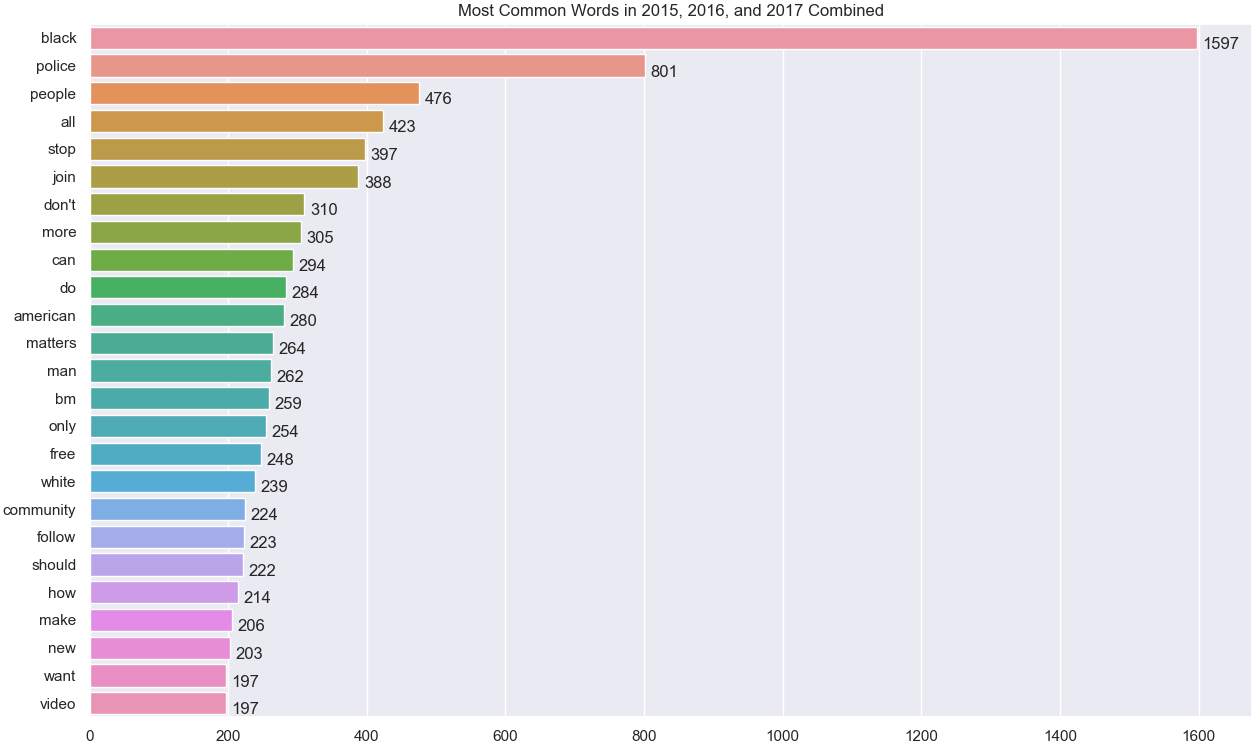 Most Common Words in 2015, 2016, and 2017 Combined
black 1597
police 801
people 476
all 423
stop 397
join 388
don't 310
more 305
can 294
do 284
american 280
matters 264
man 262
bm 259
only 254
free 248
white 239
community 224
follow 223
should 222
how 214
make 206
new 203
want 197
video 197
0 200 400 600 800 1000 1200 1400 1600